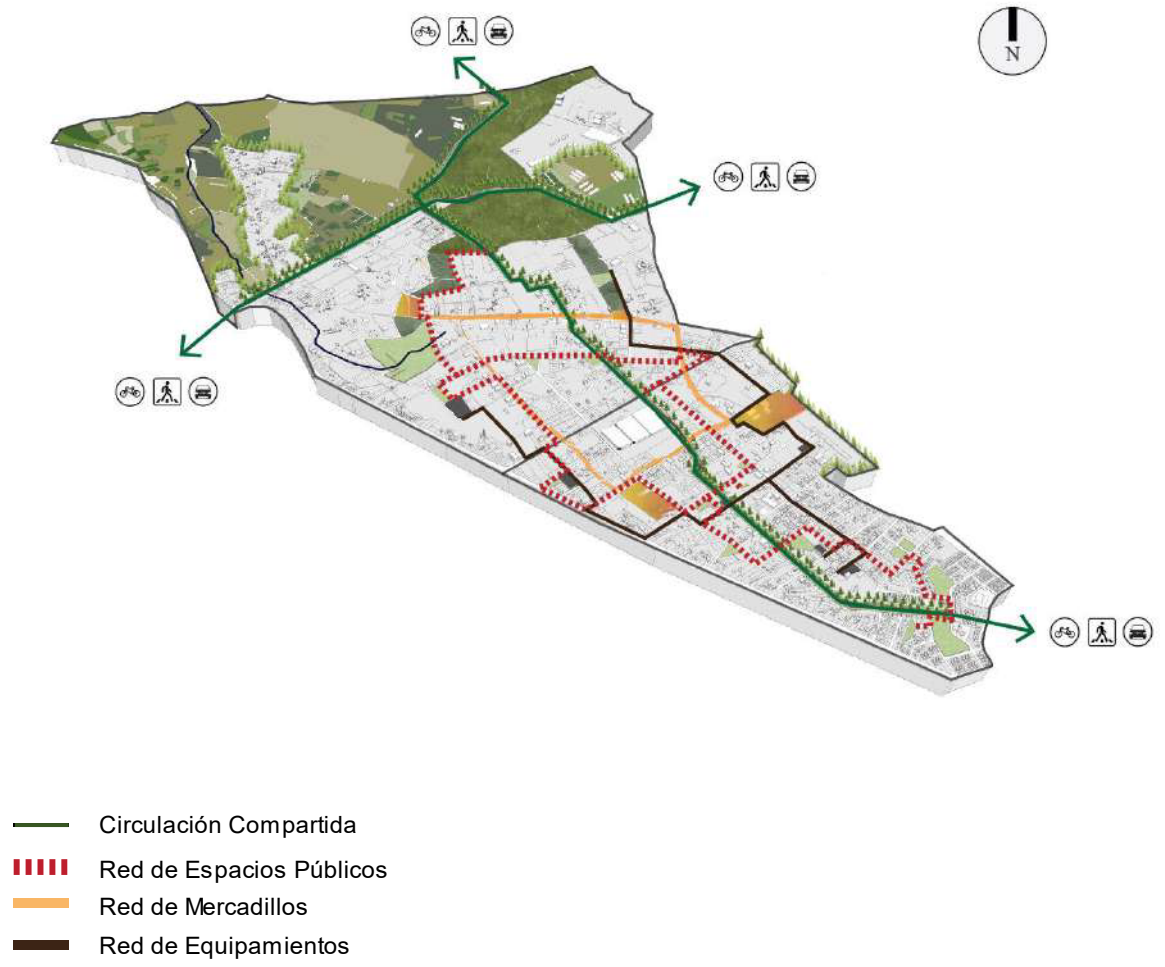 N
Circulación Compartida
Red de Espacios Públicos
Red de Mercadillos
Red de Equipamientos